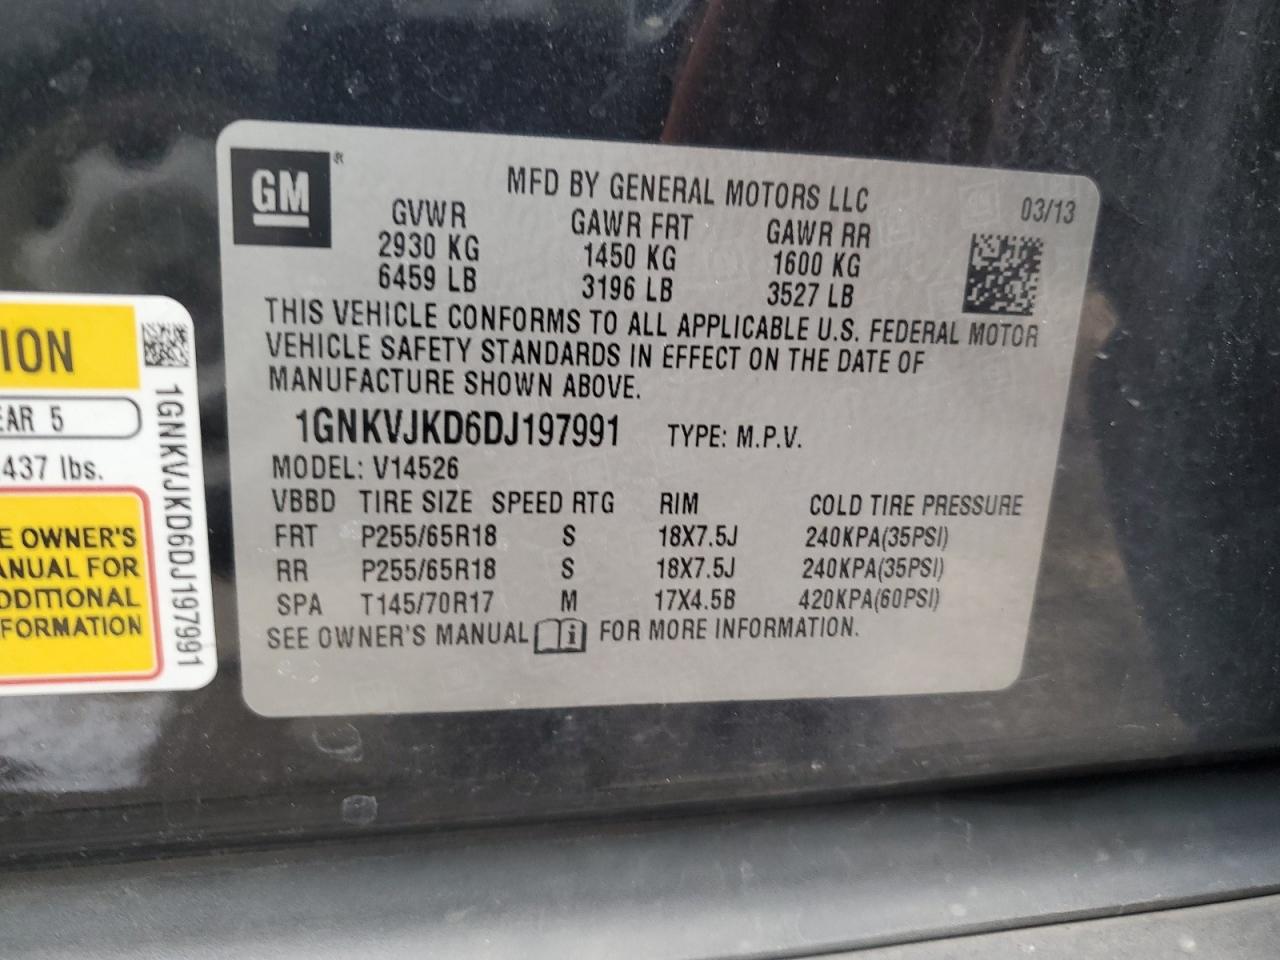 GM ®
MFD BY GENERAL MOTORS LLC
03/13
GVWR GAWR FRT GAWR RR
2930 KG 1450 KG 1600 KG
6459 LB 3196 LB 3527 LB
THIS VEHICLE CONFORMS TO ALL APPLICABLE U.S. FEDERAL MOTOR
VEHICLE SAFETY STANDARDS IN EFFECT ON THE DATE OF
MANUFACTURE SHOWN ABOVE.
1GNKVJKD6DJ197991 TYPE: M.P.V.
MODEL: V14526
VBBD TIRE SIZE SPEED RTG RIM COLD TIRE PRESSURE
FRT P255/65R18 S 18X7.5J 240KPA(35PSI)
RR P255/65R18 S 18X7.5J 240KPA(35PSI)
SPA T145/70R17 M 17X4.5B 420KPA(60PSI)
SEE OWNER'S MANUAL i FOR MORE INFORMATION.
ION
EAR 5
437 lbs.
E OWNER'S
ANUAL FOR
DDITIONAL
FORMATION
1GNKVJKD6DJ197991